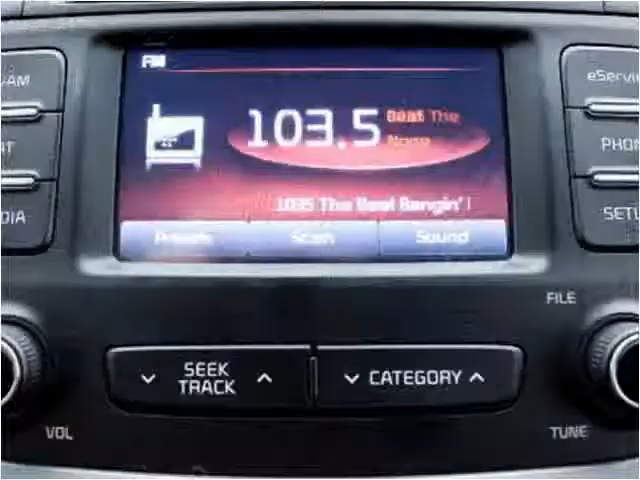 FM
AM
eServi
103.5 Beat The
PHON
1035 The Beat Bangin'
DIA
SETU
Presets Scan Sound
FILE
SEEK
TRACK
CATEGORY
VOL
TUNE